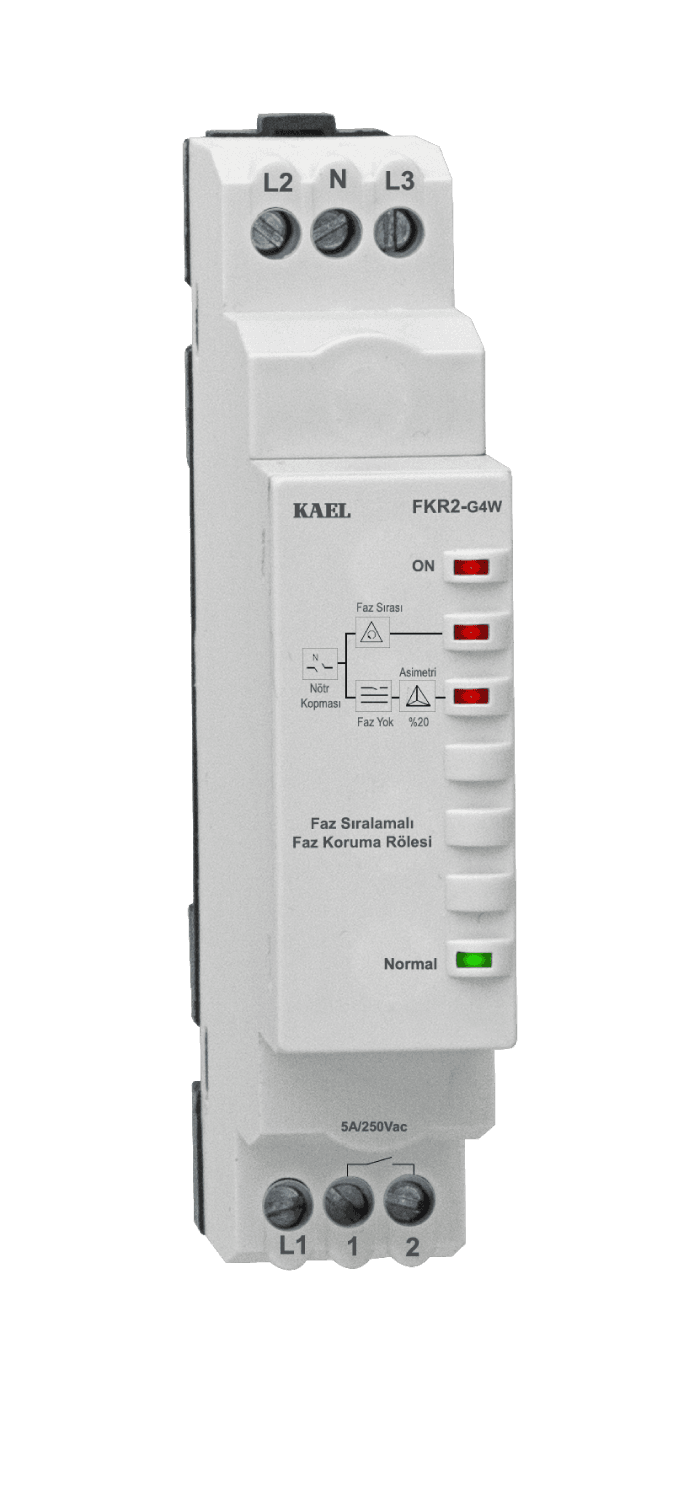 L2 N L3
KAEL FKR2-G4W
ON
Faz Sırası
N
Nötr
Kopması
Asimetri
Faz Yok %20
Faz Sıralamalı
Faz Koruma Rölesi
Normal
5A/250Vac
L1 1 2